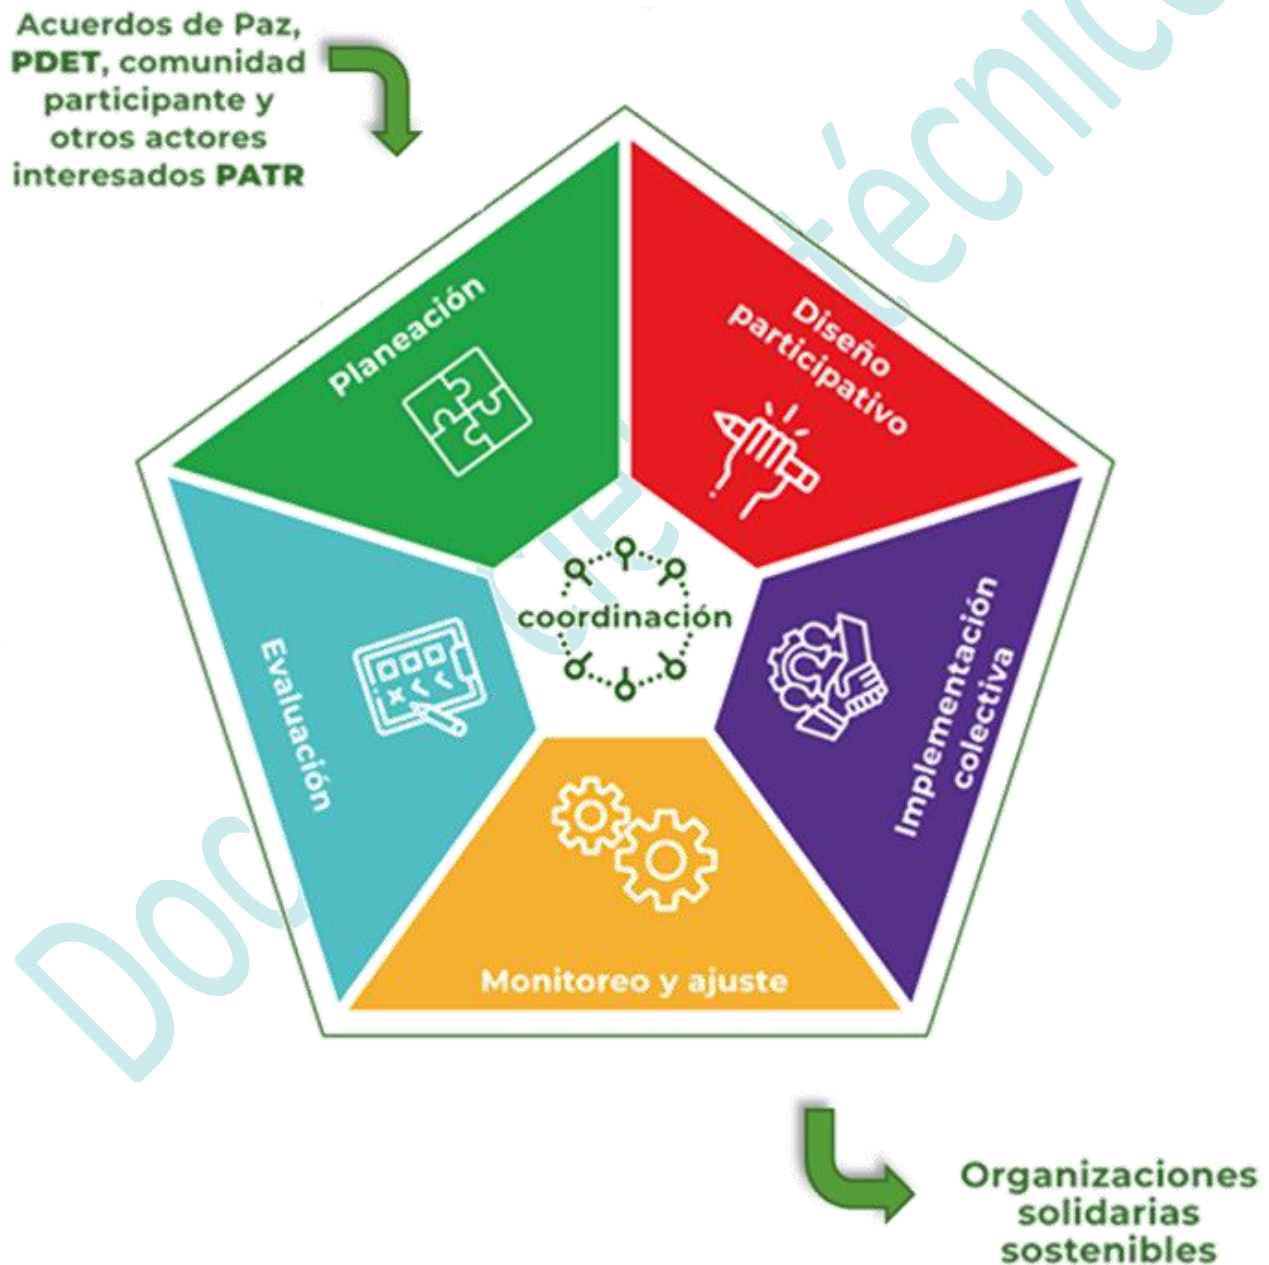 Acuerdos de Paz,
PDET, comunidad
participante y
otros actores
interesados PATR
Planeación
Diseño
participativo
coordinación
Evaluación
Implementación
colectiva
Monitoreo y ajuste
Organizaciones
solidarias
sostenibles